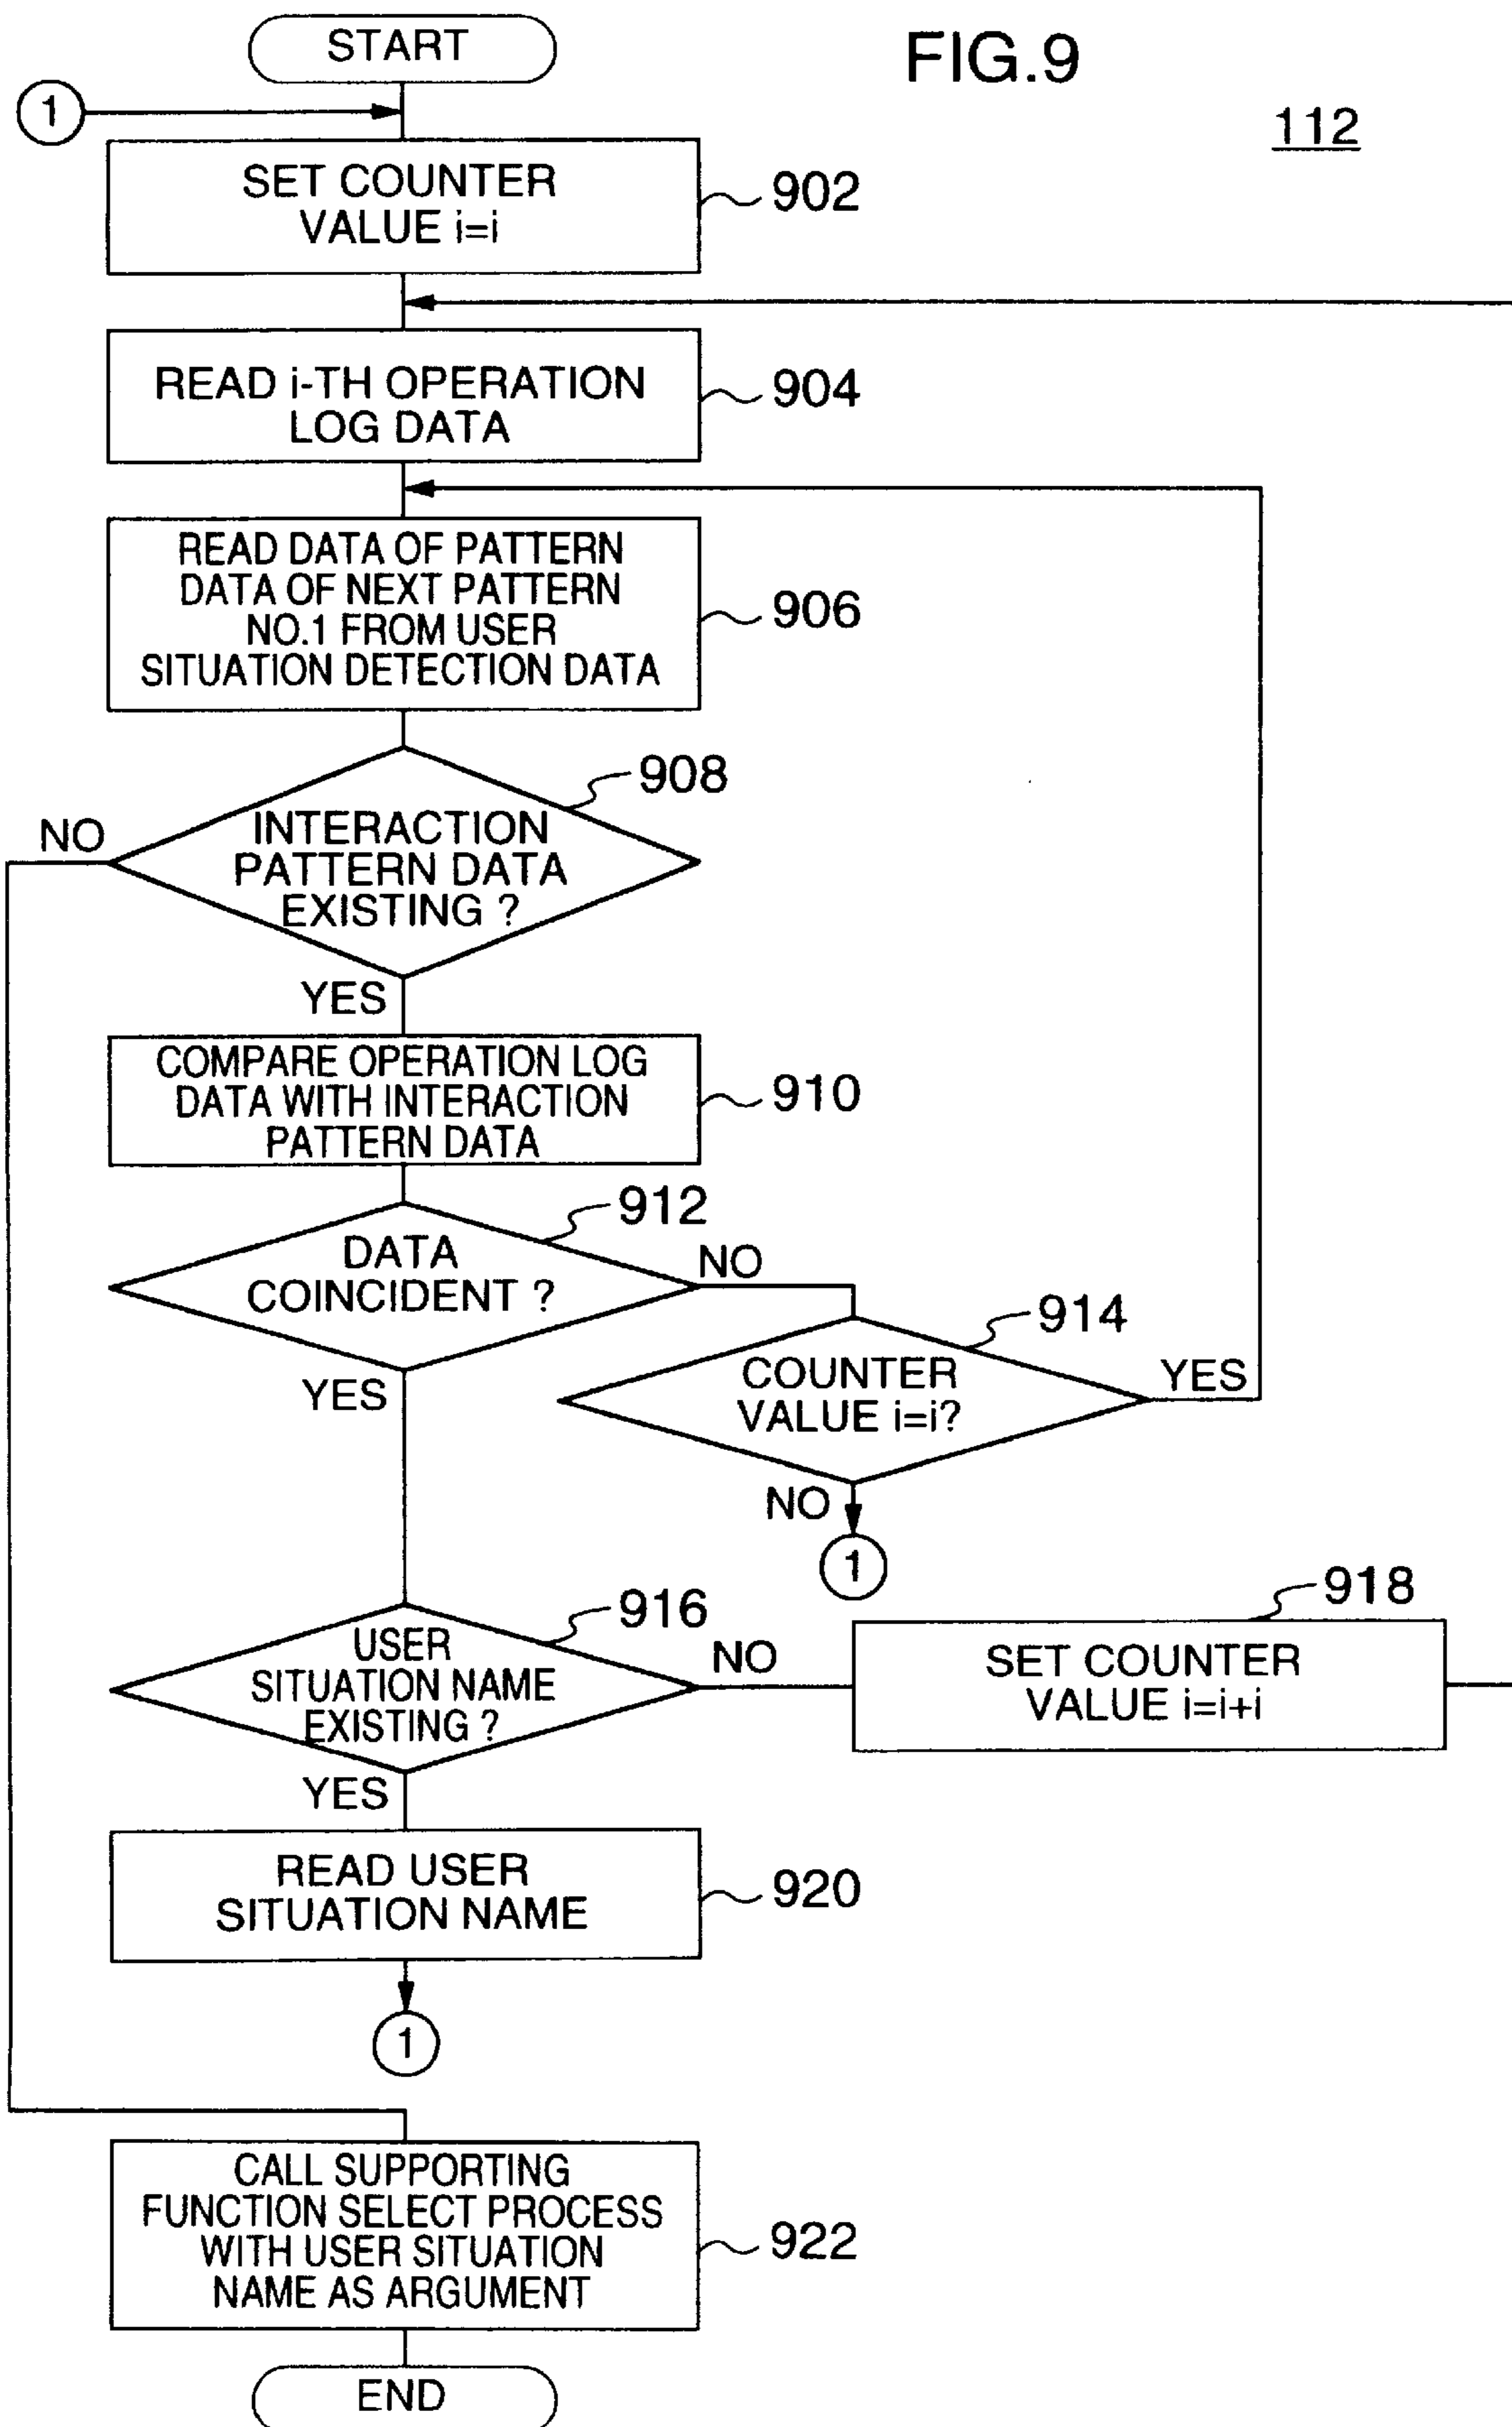 START
FIG.9
1
112
SET COUNTER
VALUE i=i
902
READ i-TH OPERATION
LOG DATA
904
READ DATA OF PATTERN
DATA OF NEXT PATTERN
NO.1 FROM USER
SITUATION DETECTION DATA
906
908
NO
INTERACTION
PATTERN DATA
EXISTING ?
YES
COMPARE OPERATION LOG
DATA WITH INTERACTION
PATTERN DATA
910
912
DATA
COINCIDENT ?
NO
914
YES
COUNTER
VALUE i=i?
YES
NO
1
916
918
USER
SITUATION NAME
EXISTING ?
NO
SET COUNTER
VALUE i=i+i
YES
READ USER
SITUATION NAME
920
1
CALL SUPPORTING
FUNCTION SELECT PROCESS
WITH USER SITUATION
NAME AS ARGUMENT
922
END